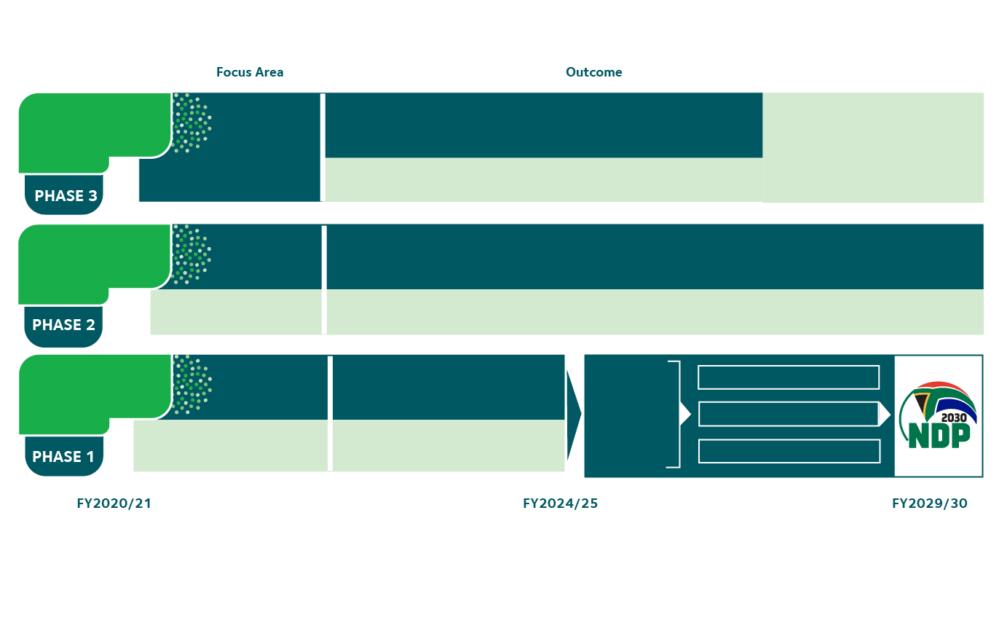 Focus Area
Outcome
PHASE 3
PHASE 2
PHASE 1
2030
NDP
FY2020/21
FY2024/25
FY2029/30